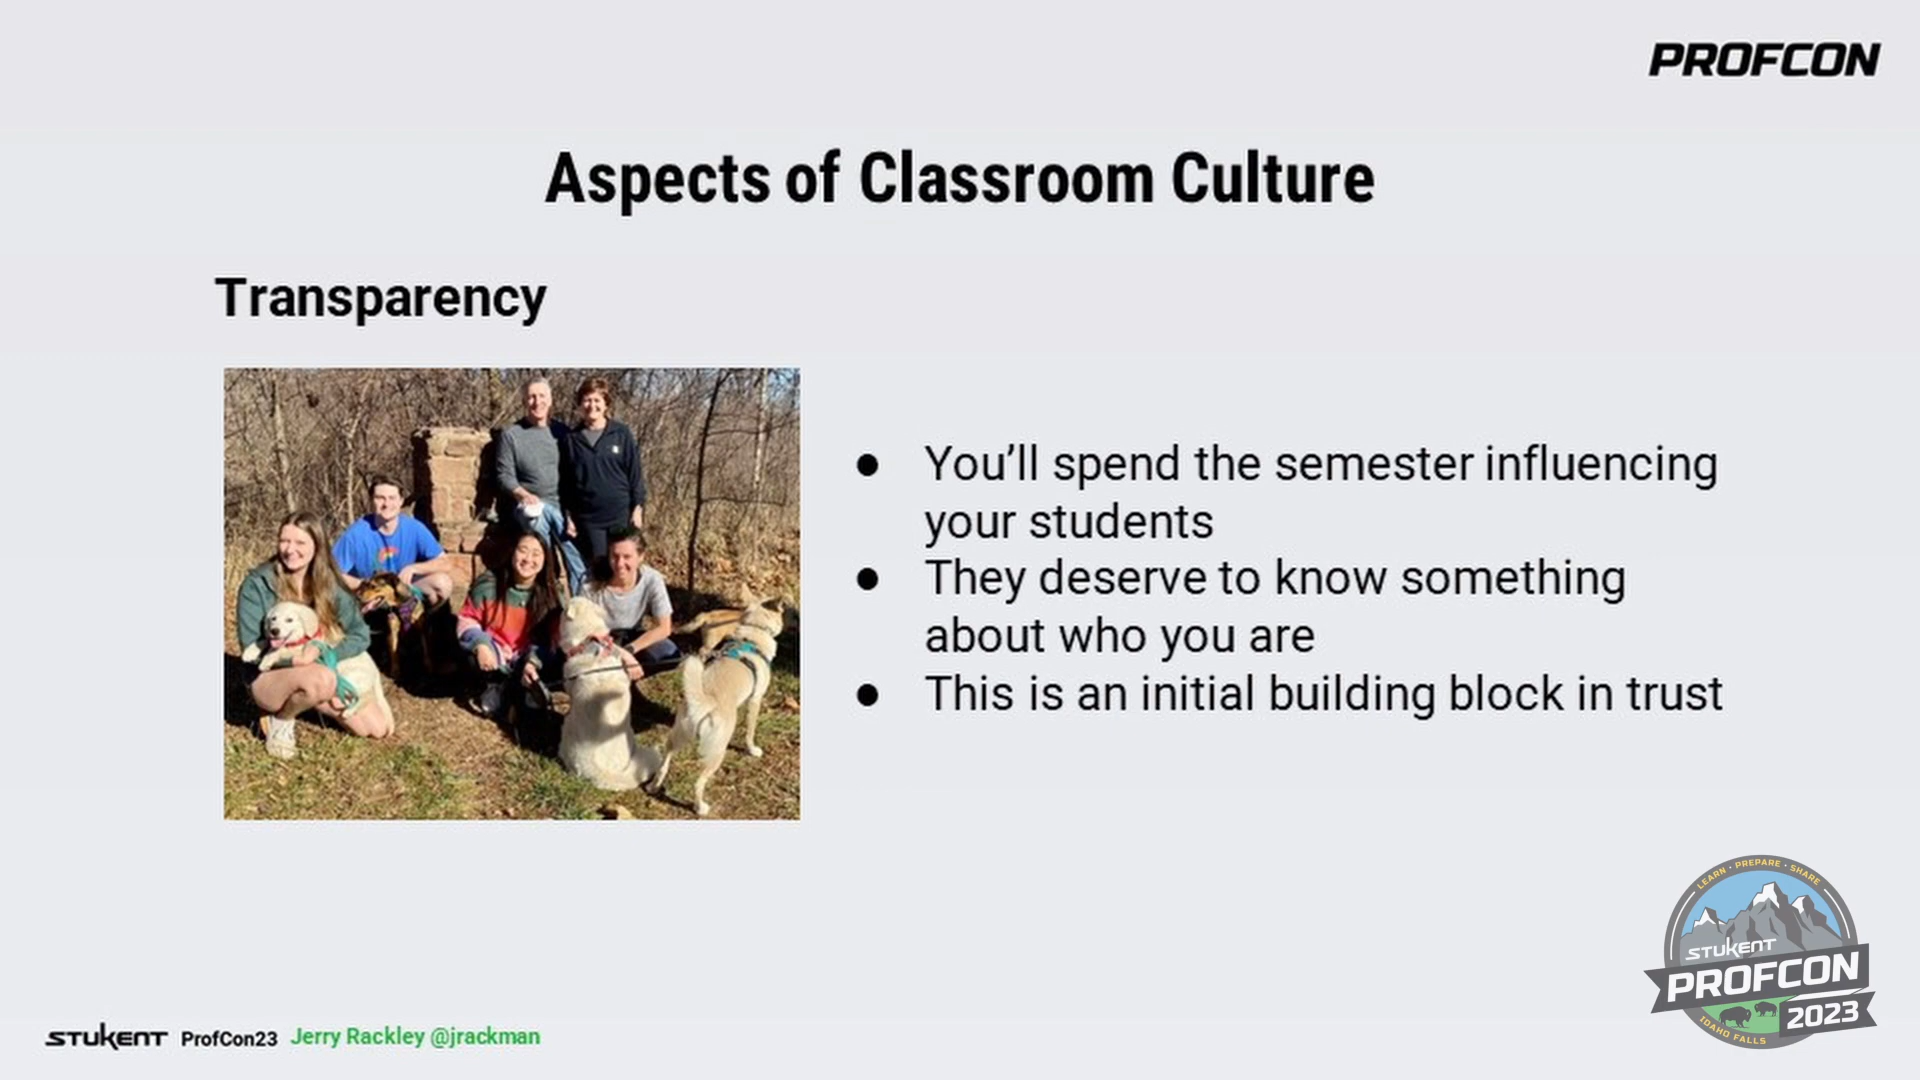 PROFCON
Aspects of Classroom Culture
Transparency
● You’ll spend the semester influencing
your students
● They deserve to know something
about who you are
● This is an initial building block in trust
LEARN • PREPARE • SHARE
STUKENT
PROFCON
2023
IDAHO FALLS
STUKENT ProfCon23 Jerry Rackley @jrackman